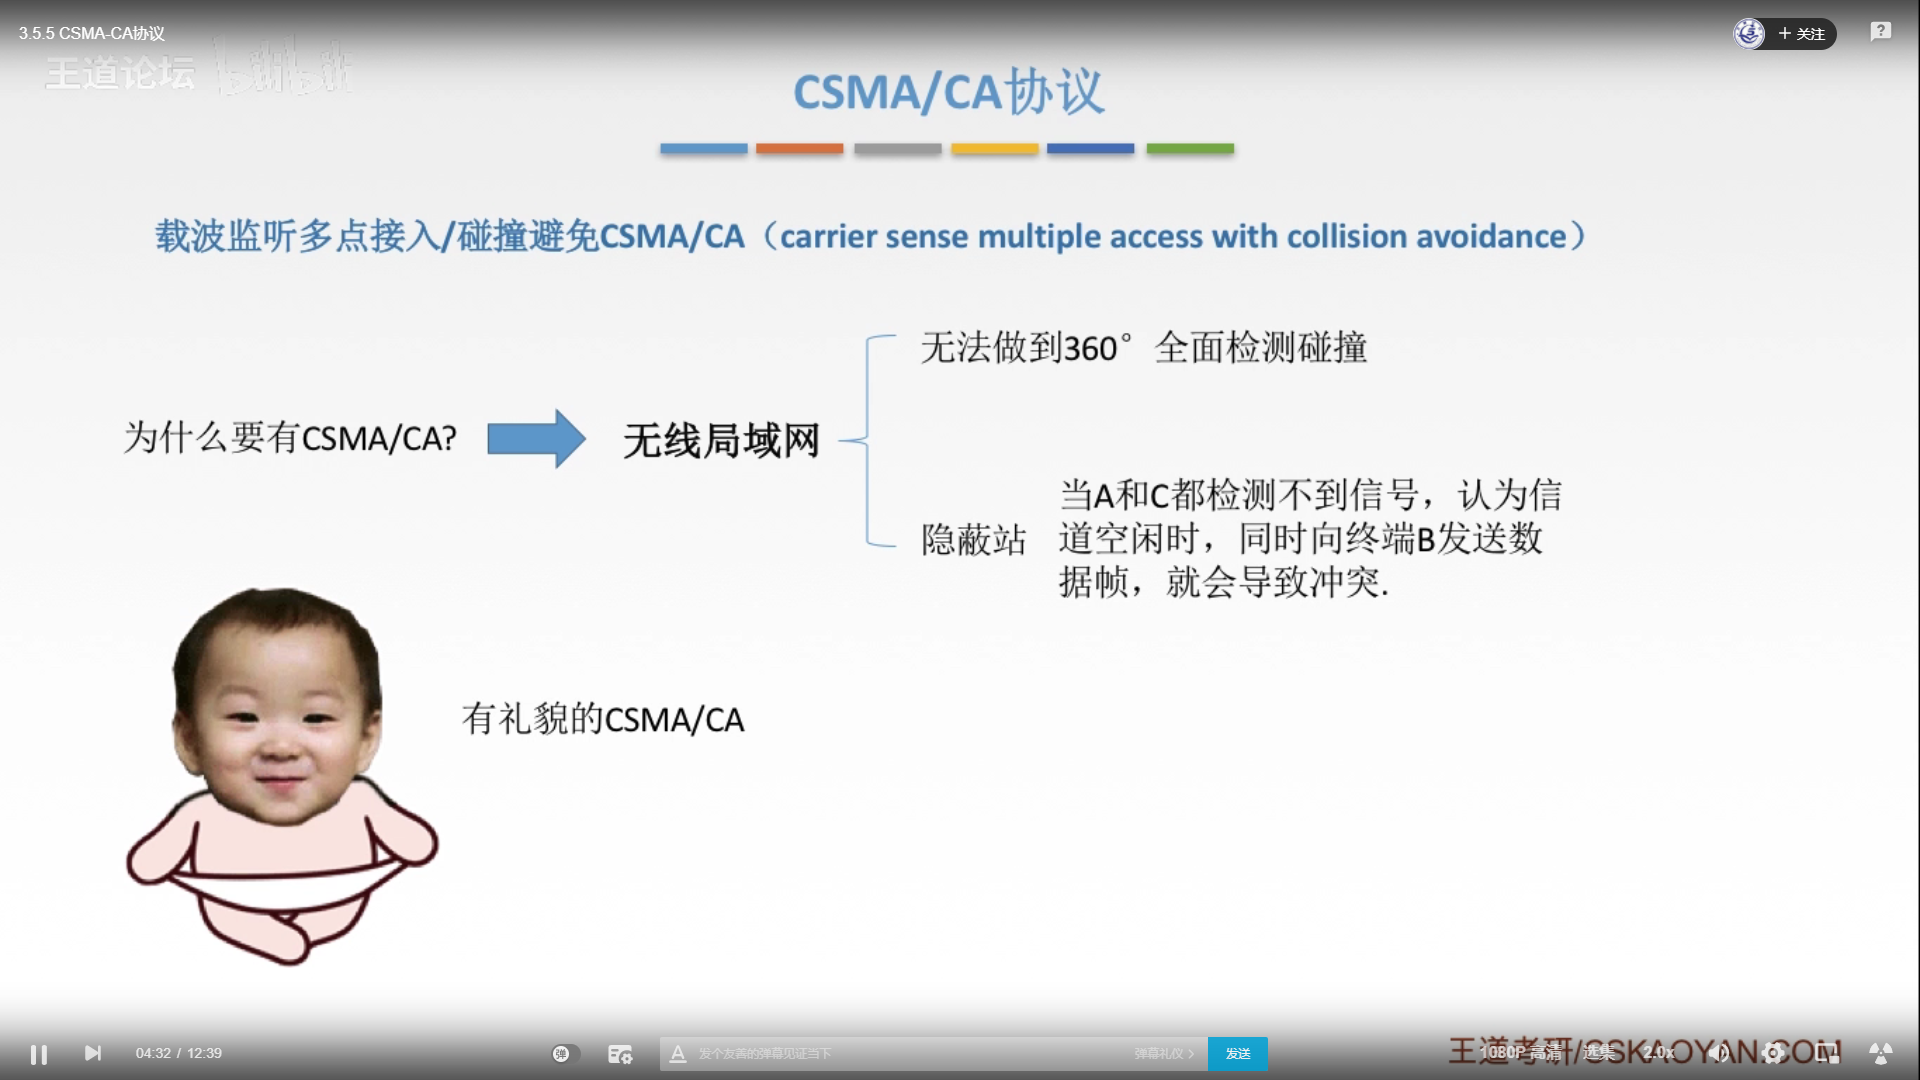 3.5.5 CSMA-CA协议
关注
王道论坛 bilibili
CSMA/CA协议
载波监听多点接入/碰撞避免CSMA/CA（carrier sense multiple access with collision avoidance）
无法做到360°全面检测碰撞
为什么要有CSMA/CA?
无线局域网
隐蔽站
当A和C都检测不到信号，认为信
道空闲时，同时向终端B发送数
据帧，就会导致冲突.
有礼貌的CSMA/CA
04:32 / 12:39
弹
发个友善的弹幕见证当下
弹幕礼仪
发送
王道考研/CSKAOYAN.COM
1080P 高清
选集
2.0x